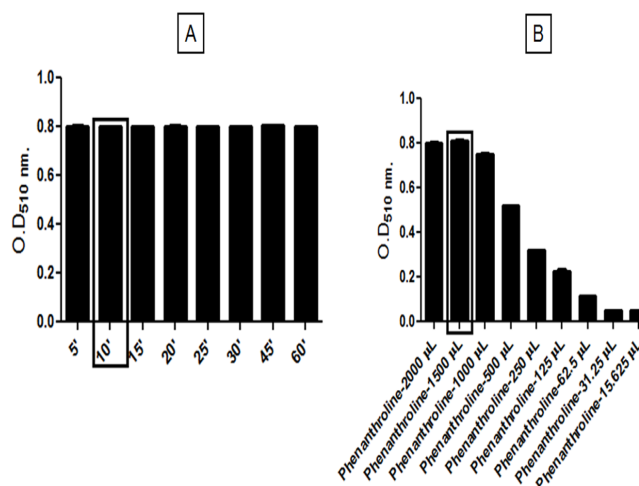 A
B
O.D510 nm.
1.0
0.8
0.6
0.4
0.2
0.0
5'
10'
15'
20'
25'
30'
45'
60'
O.D510 nm.
1.0
0.8
0.6
0.4
0.2
0.0
Phenanthroline-2000 µL
Phenanthroline-1500 µL
Phenanthroline-1000 µL
Phenanthroline-500 µL
Phenanthroline-250 µL
Phenanthroline-125 µL
Phenanthroline-62.5 µL
Phenanthroline-31.25 µL
Phenanthroline-15.625 µL